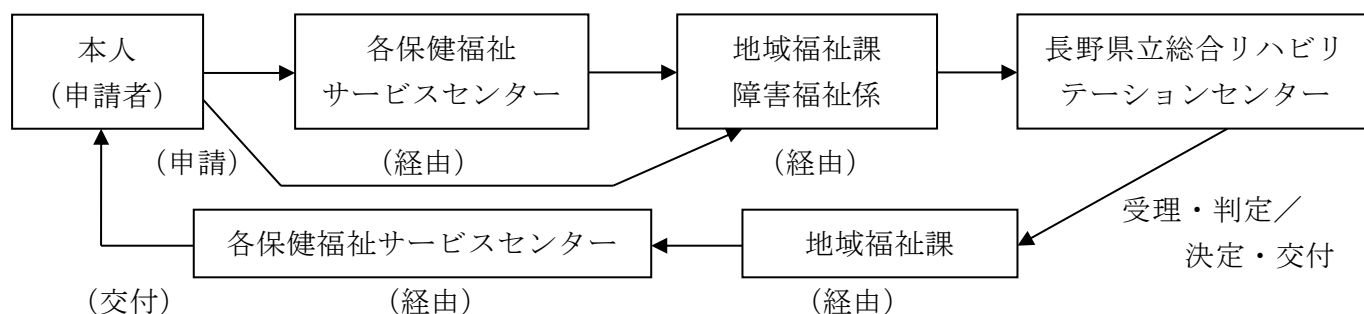 本人
（申請者）
各保健福祉
サービスセンター
地域福祉課
障害福祉係
長野県立総合リハビリ
テーションセンター
（申請）
（経由）
（経由）
受理・判定／
決定・交付
各保健福祉サービスセンター
地域福祉課
（交付）
（経由）
（経由）